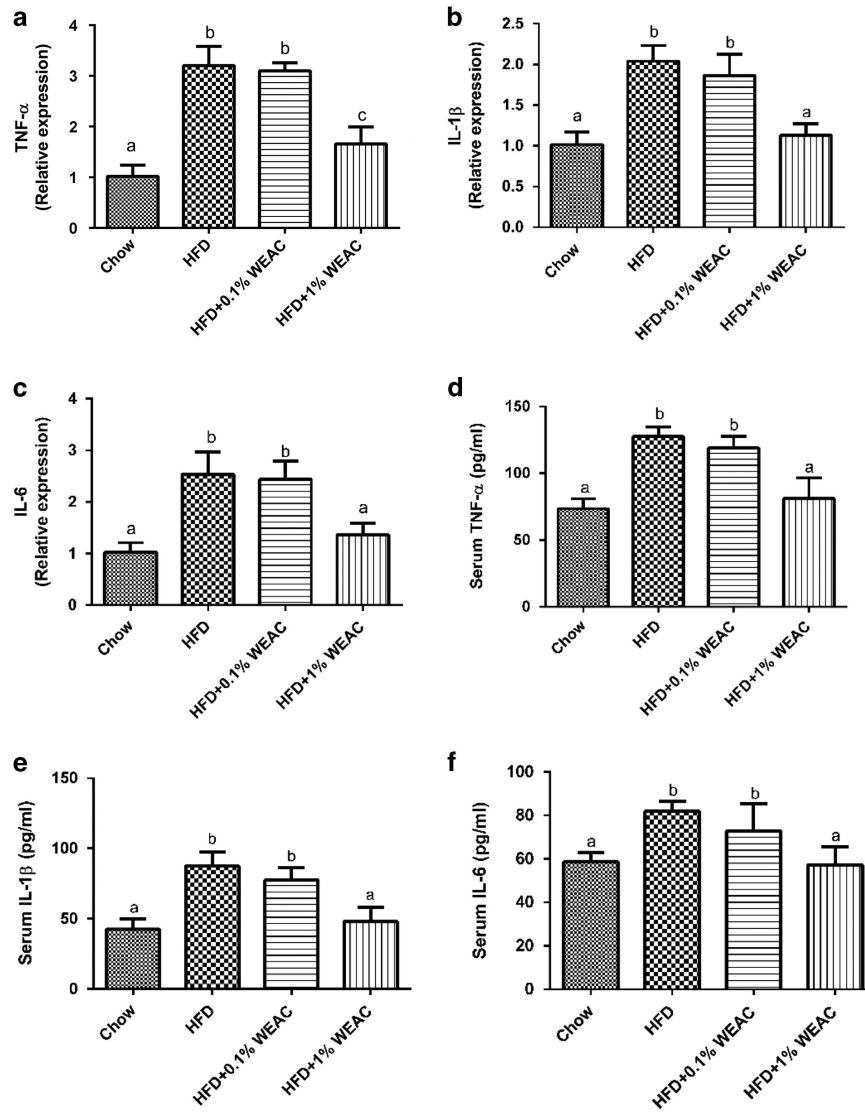 a
TNF-α
(Relative expression)
4
3
2
1
0
a
b
b
c
Chow
HFD
HFD+0.1% WEAC
HFD+1% WEAC
b
IL-1β
(Relative expression)
2.5
2.0
1.5
1.0
0.5
0.0
a
b
b
a
Chow
HFD
HFD+0.1% WEAC
HFD+1% WEAC
c
IL-6
(Relative expression)
4
3
2
1
0
a
b
b
a
Chow
HFD
HFD+0.1% WEAC
HFD+1% WEAC
d
Serum TNF-α (pg/ml)
150
100
50
0
a
b
b
a
Chow
HFD
HFD+0.1% WEAC
HFD+1% WEAC
e
Serum IL-1β (pg/ml)
150
100
50
0
a
b
b
a
Chow
HFD
HFD+0.1% WEAC
HFD+1% WEAC
f
Serum IL-6 (pg/ml)
100
80
60
40
20
0
a
b
b
a
Chow
HFD
HFD+0.1% WEAC
HFD+1% WEAC